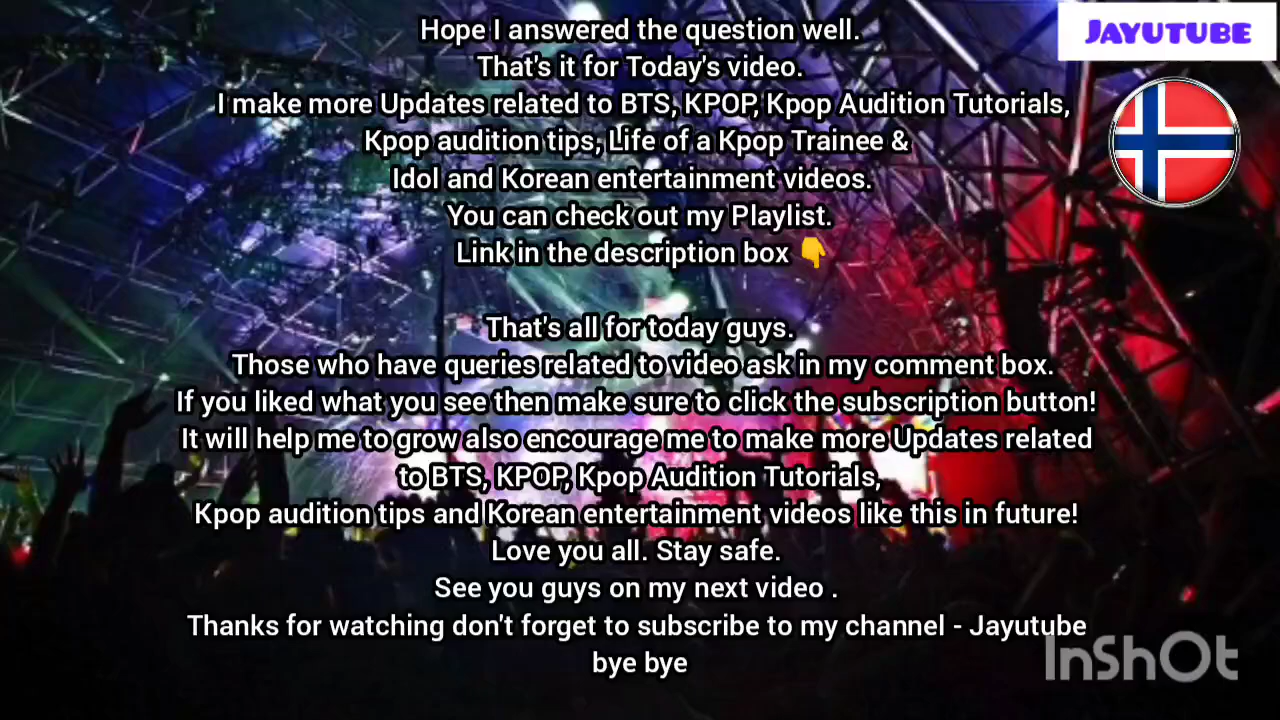 Hope I answered the question well.
That's it for Today's video.
I make more Updates related to BTS, KPOP, Kpop Audition Tutorials,
Kpop audition tips, Life of a Kpop Trainee &
Idol and Korean entertainment videos.
You can check out my Playlist.
Link in the description box 👇
That's all for today guys.
Those who have queries related to video ask in my comment box.
If you liked what you see then make sure to click the subscription button!
It will help me to grow also encourage me to make more Updates related
to BTS, KPOP, Kpop Audition Tutorials,
Kpop audition tips and Korean entertainment videos like this in future!
Love you all. Stay safe.
See you guys on my next video .
Thanks for watching don't forget to subscribe to my channel - Jayutube
bye bye
JAYUTUBE
InShOt